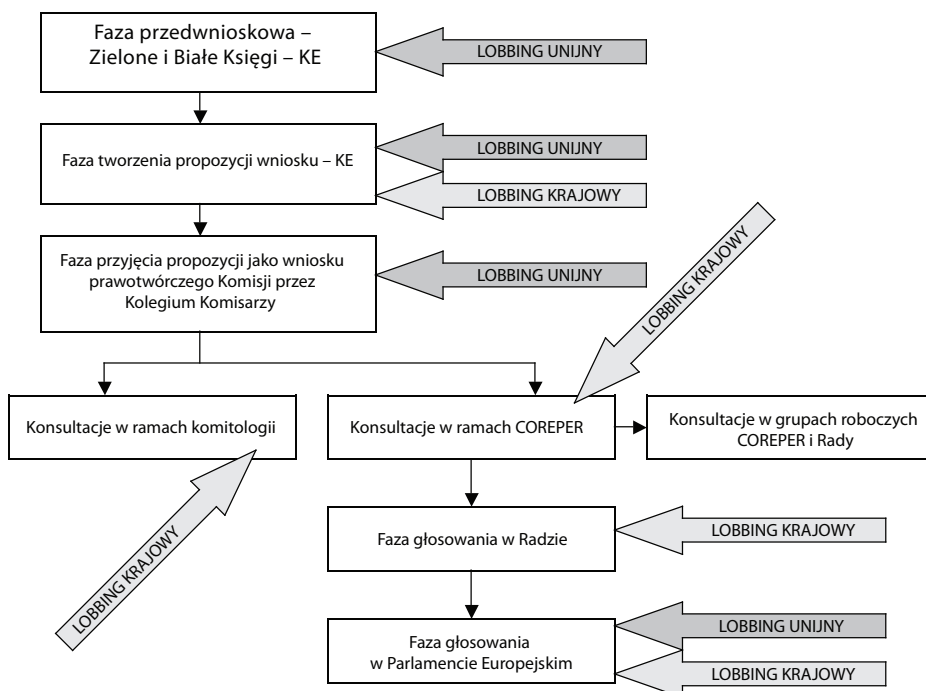 Faza przedwnioskowa –
Zielone i Białe Księgi – KE
LOBBING UNIJNY
Faza tworzenia propozycji wniosku – KE
LOBBING UNIJNY
LOBBING KRAJOWY
Faza przyjęcia propozycji jako wniosku
prawotwórczego Komisji przez
Kolegium Komisarzy
LOBBING UNIJNY
LOBBING KRAJOWY
Konsultacje w ramach komitologii
Konsultacje w ramach COREPER
Konsultacje w grupach roboczych
COREPER i Rady
LOBBING KRAJOWY
Faza głosowania w Radzie
LOBBING KRAJOWY
Faza głosowania
w Parlamencie Europejskim
LOBBING UNIJNY
LOBBING KRAJOWY